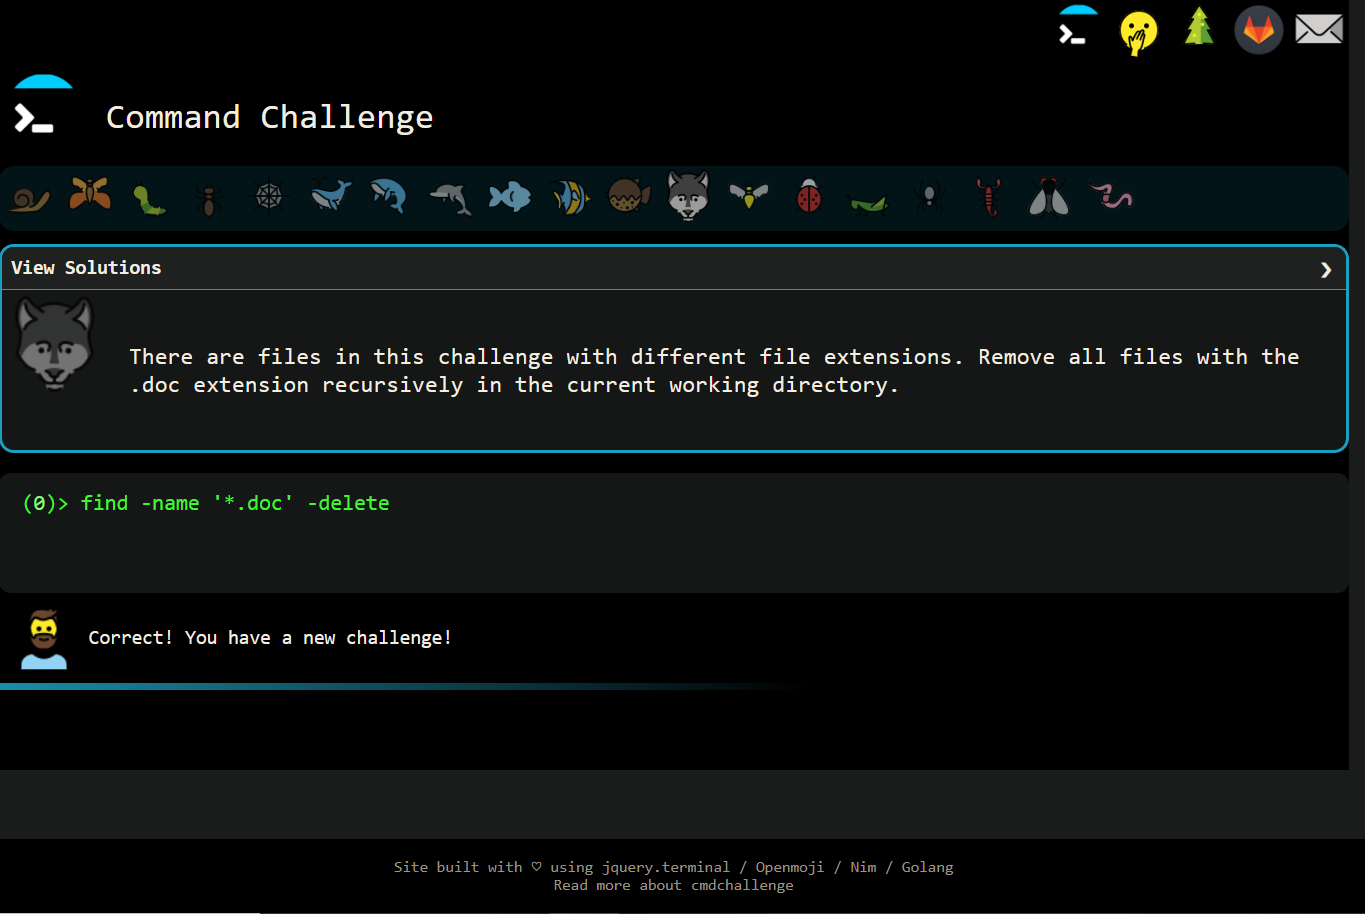 Command Challenge
View Solutions
There are files in this challenge with different file extensions. Remove all files with the
.doc extension recursively in the current working directory.
(0)> find -name '*.doc' -delete
Correct! You have a new challenge!
Site built with ♡ using jquery.terminal / Openmoji / Nim / Golang
Read more about cmdchallenge